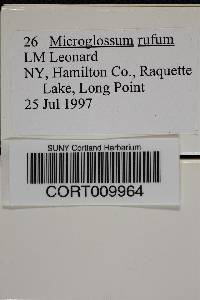 26 Microglossum rufum
LM Leonard
NY, Hamilton Co., Raquette
Lake, Long Point
25 Jul 1997
SUNY Cortland Herbarium
CORT009964